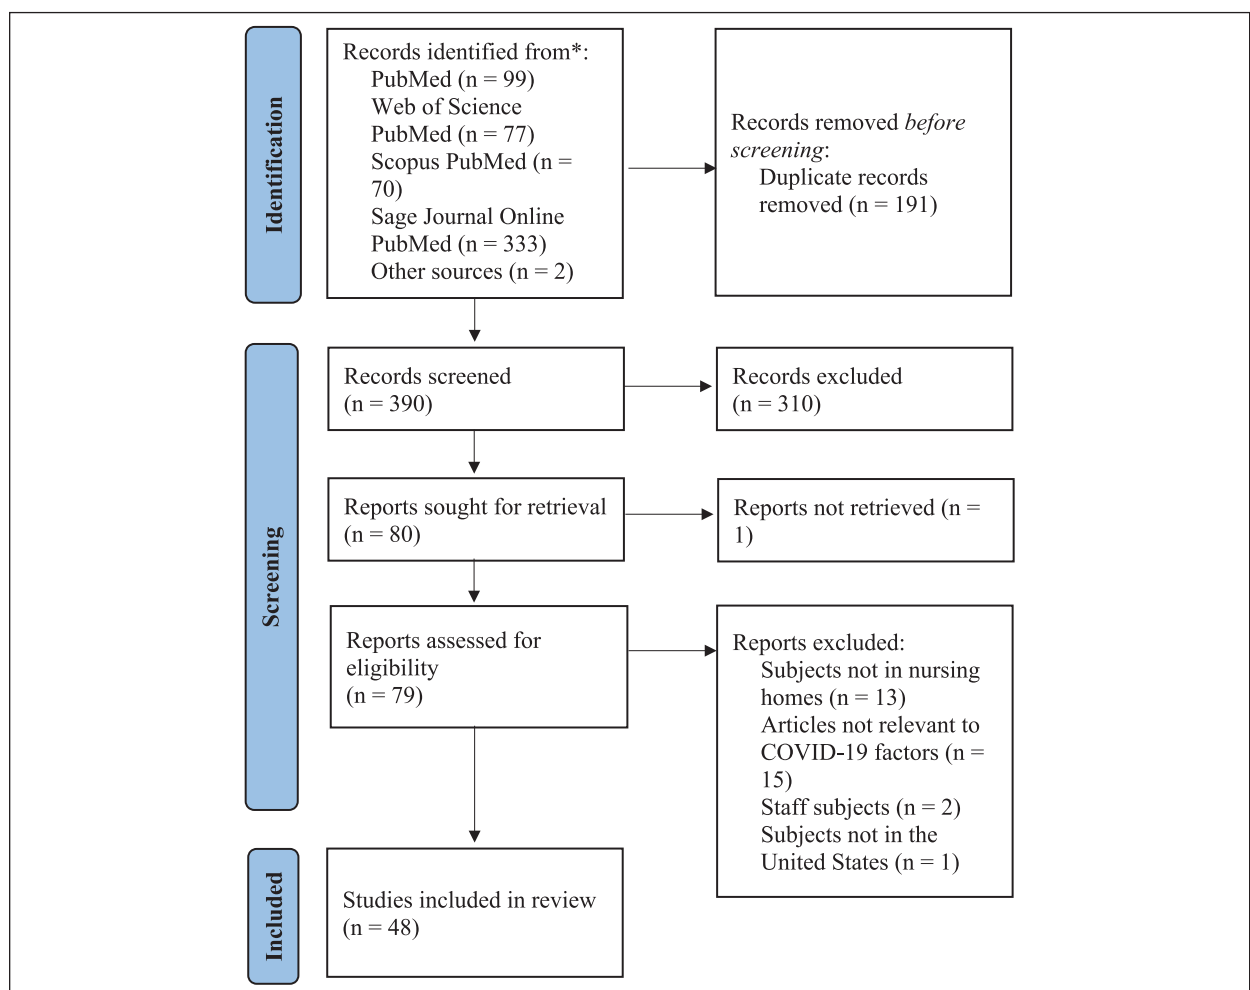 Identification
Records identified from*:
PubMed (n = 99)
Web of Science
PubMed (n = 77)
Scopus PubMed (n =
70)
Sage Journal Online
PubMed (n = 333)
Other sources (n = 2)
Records removed before
screening:
Duplicate records
removed (n = 191)
Screening
Records screened
(n = 390)
Records excluded
(n = 310)
Reports sought for retrieval
(n = 80)
Reports not retrieved (n =
1)
Reports assessed for
eligibility
(n = 79)
Reports excluded:
Subjects not in nursing
homes (n = 13)
Articles not relevant to
COVID-19 factors (n =
15)
Staff subjects (n = 2)
Subjects not in the
United States (n = 1)
Included
Studies included in review
(n = 48)